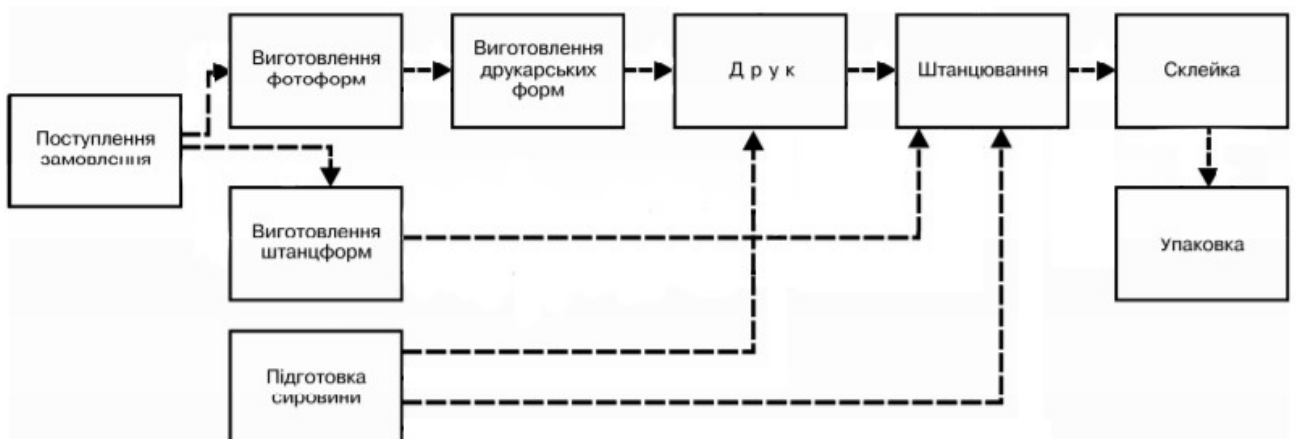 Поступлення
замовлення
Виготовлення
фотоформ
Виготовлення
друкарських
форм
Д р у к
Штанцювання
Склейка
Виготовлення
штанцформ
Упаковка
Підготовка
сировини